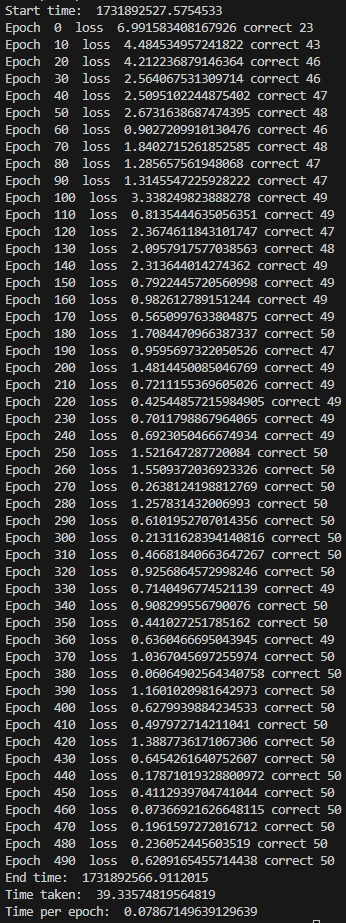 Start time:  1731892527.5754533
Epoch  0  loss  6.991583408167926 correct 23
Epoch  10  loss  4.484534957241822 correct 43
Epoch  20  loss  4.212236879146364 correct 46
Epoch  30  loss  2.564067531309714 correct 46
Epoch  40  loss  2.5095102244875402 correct 47
Epoch  50  loss  2.6731638687474395 correct 48
Epoch  60  loss  0.9027209910130476 correct 46
Epoch  70  loss  1.8402715261852585 correct 48
Epoch  80  loss  1.285657561948068 correct 47
Epoch  90  loss  1.3145547225928222 correct 47
Epoch  100  loss  3.338249823888278 correct 49
Epoch  110  loss  0.8135444635056351 correct 49
Epoch  120  loss  2.3674611843101747 correct 47
Epoch  130  loss  2.0957917577038563 correct 48
Epoch  140  loss  2.313644014274362 correct 49
Epoch  150  loss  0.7922445720560998 correct 49
Epoch  160  loss  0.982612789151244 correct 49
Epoch  170  loss  0.5650997633804875 correct 49
Epoch  180  loss  1.7084470966387337 correct 50
Epoch  190  loss  0.9595697322050526 correct 47
Epoch  200  loss  1.4814450085046769 correct 49
Epoch  210  loss  0.7211155369605026 correct 49
Epoch  220  loss  0.42544857215984905 correct 49
Epoch  230  loss  0.7011798867964065 correct 49
Epoch  240  loss  0.6923050466674934 correct 49
Epoch  250  loss  1.521647287720084 correct 50
Epoch  260  loss  1.5509372036923326 correct 50
Epoch  270  loss  0.2638124198812769 correct 50
Epoch  280  loss  1.257831432006993 correct 50
Epoch  290  loss  0.6101952707014356 correct 50
Epoch  300  loss  0.21311628394140816 correct 50
Epoch  310  loss  0.46681840663647267 correct 50
Epoch  320  loss  0.9256864572998246 correct 50
Epoch  330  loss  0.7140496774521139 correct 49
Epoch  340  loss  0.908299556790076 correct 50
Epoch  350  loss  0.441027251785162 correct 50
Epoch  360  loss  0.6360466695043945 correct 49
Epoch  370  loss  1.0367045697255974 correct 50
Epoch  380  loss  0.06064902564340758 correct 50
Epoch  390  loss  1.1601020981642973 correct 50
Epoch  400  loss  0.6279939884234533 correct 50
Epoch  410  loss  0.497972714211041 correct 50
Epoch  420  loss  1.3887736171067306 correct 50
Epoch  430  loss  0.6454261640752607 correct 50
Epoch  440  loss  0.17871019328800972 correct 50
Epoch  450  loss  0.4112939704741044 correct 50
Epoch  460  loss  0.07366921626648115 correct 50
Epoch  470  loss  0.1961597272016712 correct 50
Epoch  480  loss  0.236052445603519 correct 50
Epoch  490  loss  0.6209165455714438 correct 50
End time:  1731892566.9112015
Time taken:  39.33574819564819
Time per epoch:  0.07867149639129639